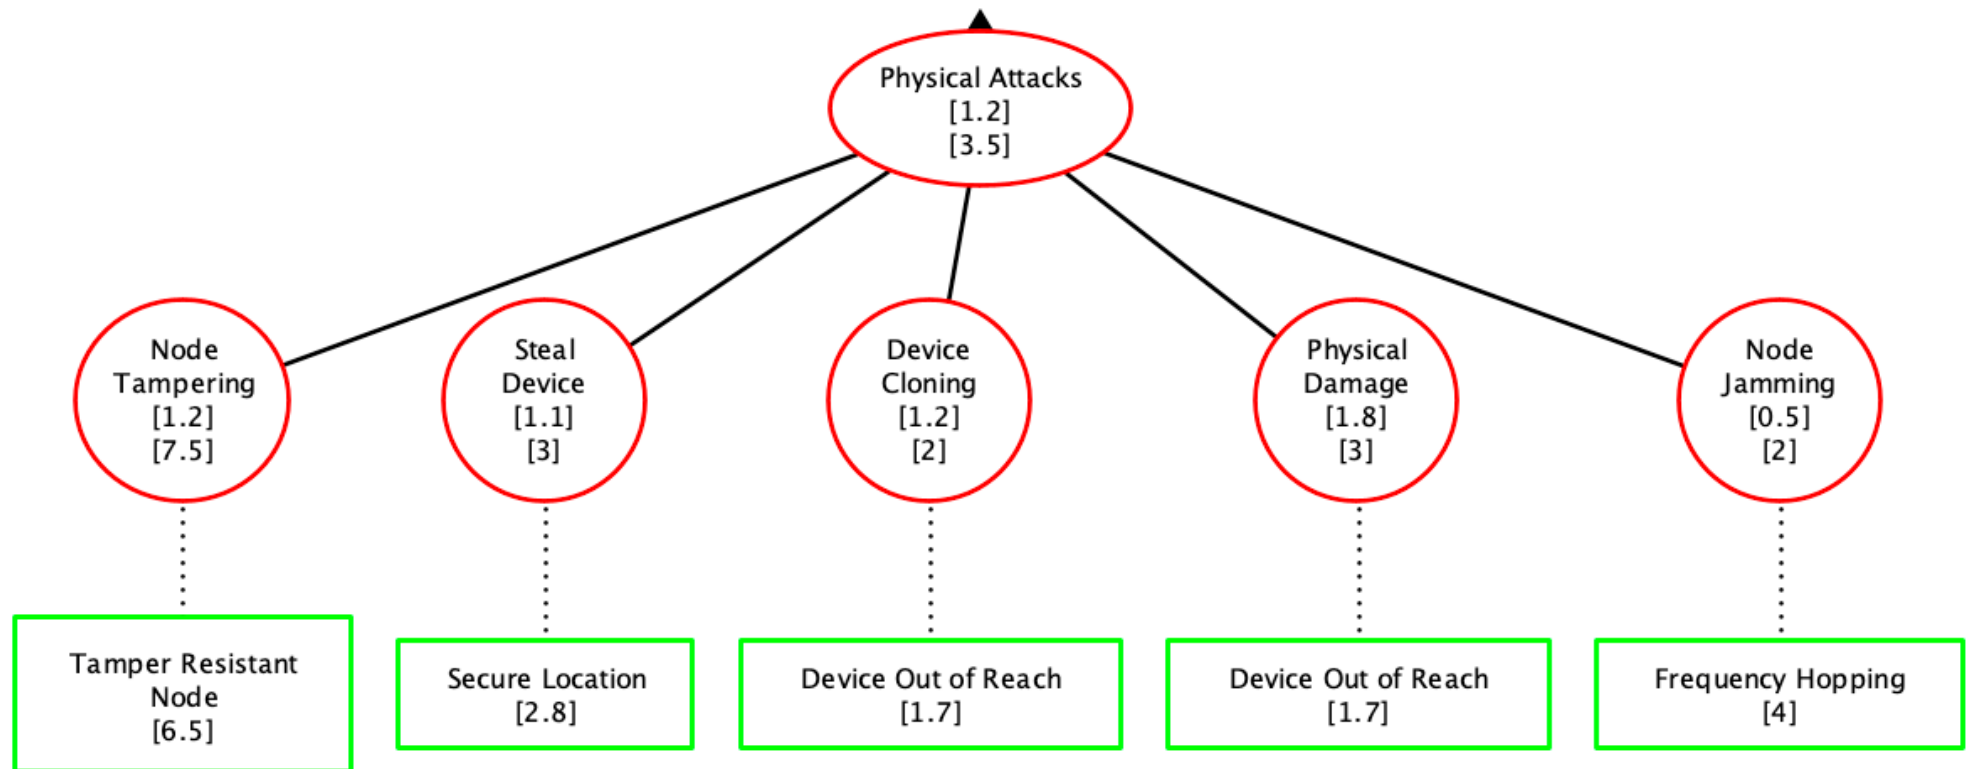 Physical Attacks
[1.2]
[3.5]
Node
Tampering
[1.2]
[7.5]
Steal
Device
[1.1]
[3]
Device
Cloning
[1.2]
[2]
Physical
Damage
[1.8]
[3]
Node
Jamming
[0.5]
[2]
Tamper Resistant
Node
[6.5]
Secure Location
[2.8]
Device Out of Reach
[1.7]
Device Out of Reach
[1.7]
Frequency Hopping
[4]